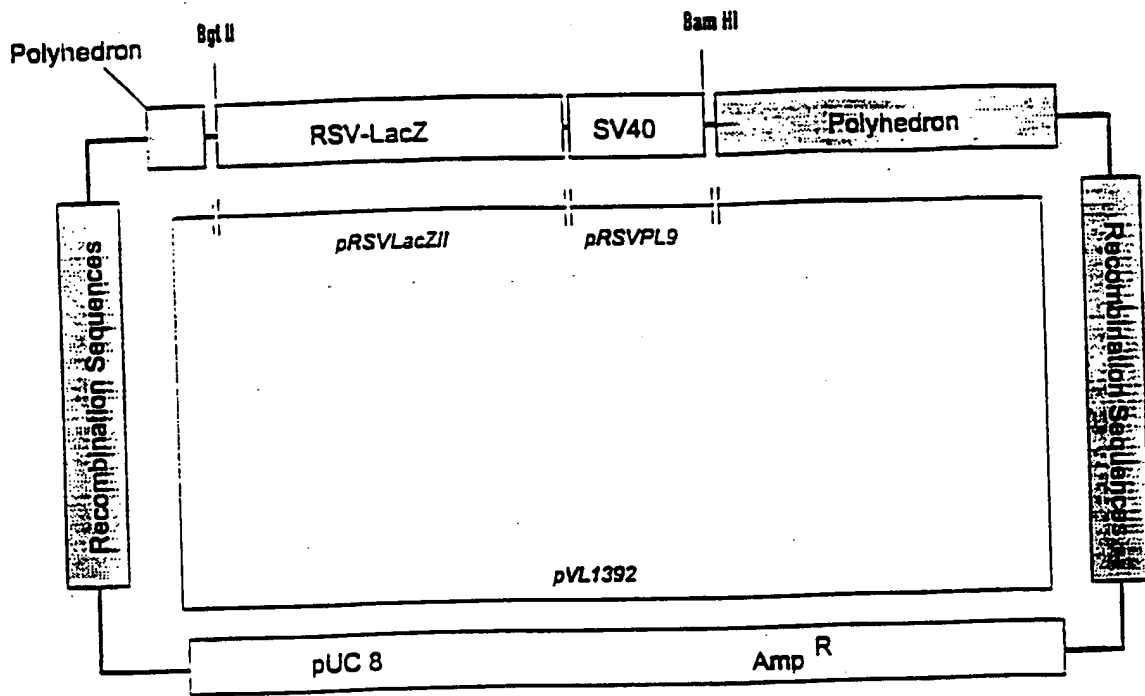 Bgl II
Bam HI
Polyhedron
RSV-LacZ
SV40
Polyhedron
pRSVLacZII
pRSVPL9
Recombination Sequences
Recombination Sequences
pVL1392
pUC 8
Amp R